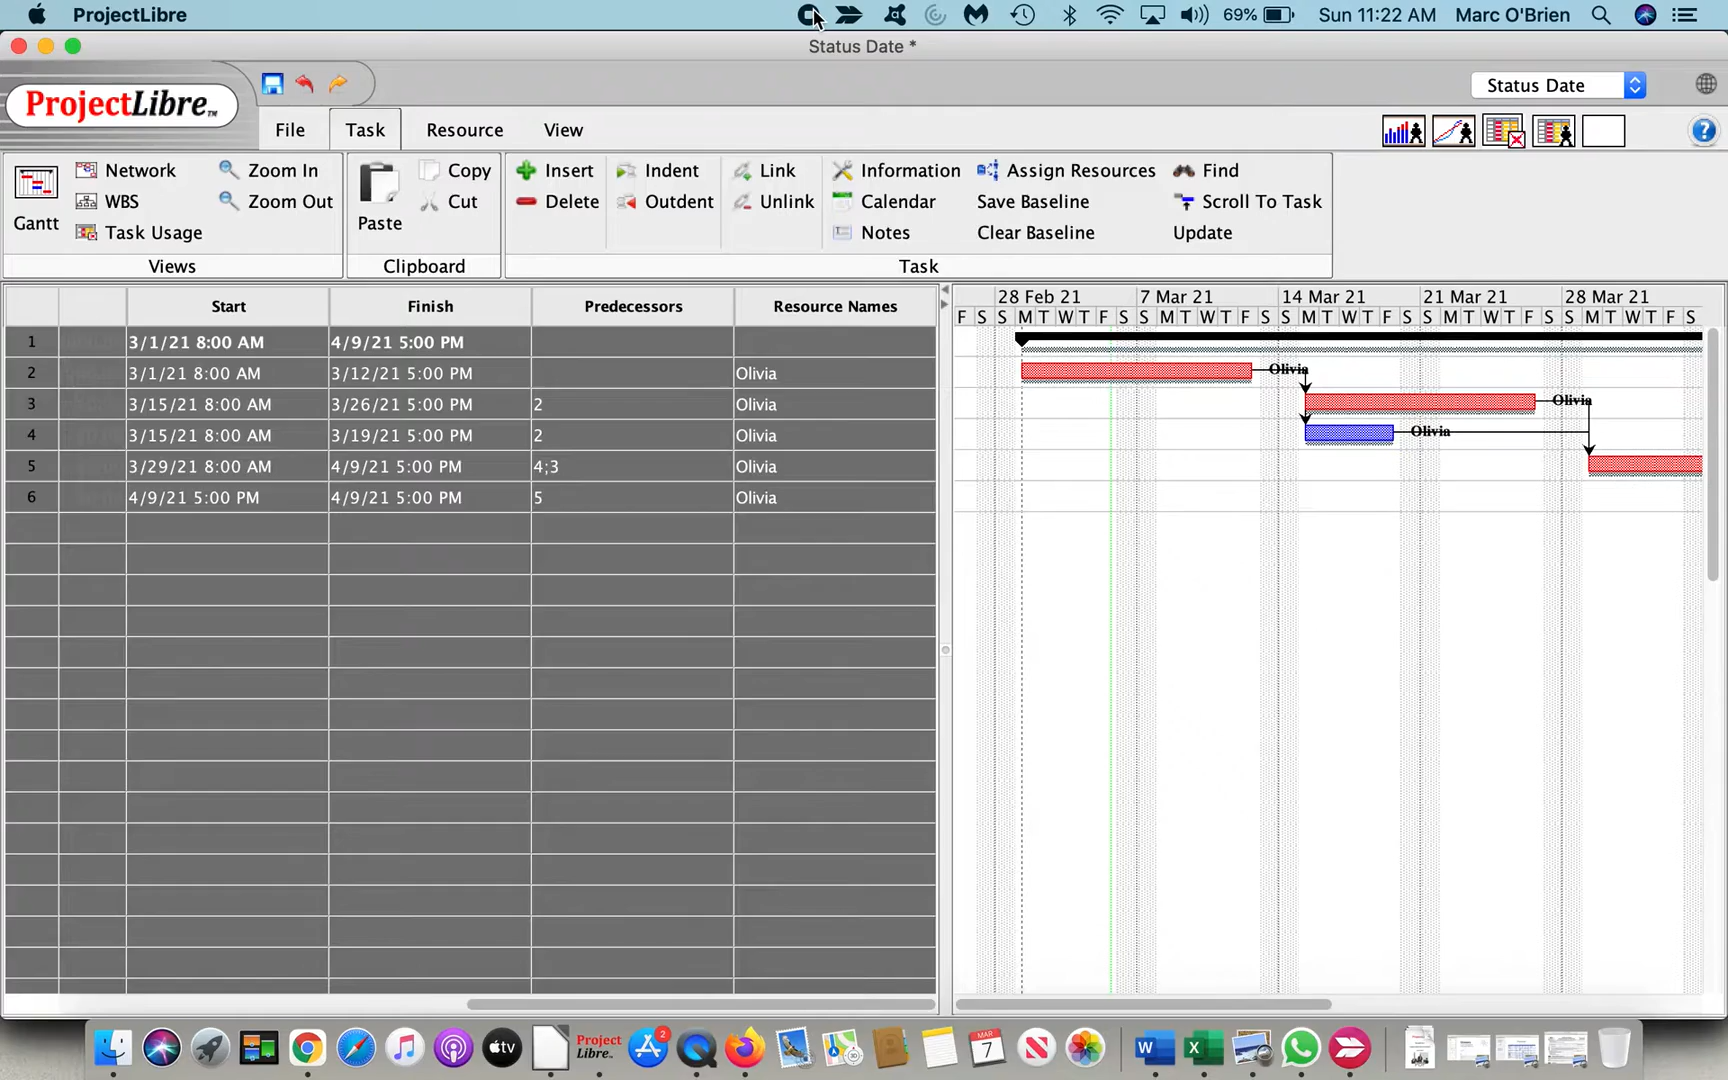 ProjectLibre 69% Sun 11:22 AM Marc O'Brien
Status Date *
ProjectLibre™ Status Date
File Task Resource View
Network Zoom In Copy Insert Indent Link Information Assign Resources Find
WBS Zoom Out Cut Delete Outdent Unlink Calendar Save Baseline Scroll To Task
Gantt Task Usage Paste Notes Clear Baseline Update
Views Clipboard Task
Start Finish Predecessors Resource Names 28 Feb 21 7 Mar 21 14 Mar 21 21 Mar 21 28 Mar 21
F S S M T W T F S S M T W T F S S M T W T F S S M T W T F S S M T W T F S
1 3/1/21 8:00 AM 4/9/21 5:00 PM
2 3/1/21 8:00 AM 3/12/21 5:00 PM Olivia Olivia
3 3/15/21 8:00 AM 3/26/21 5:00 PM 2 Olivia Olivia
4 3/15/21 8:00 AM 3/19/21 5:00 PM 2 Olivia Olivia
5 3/29/21 8:00 AM 4/9/21 5:00 PM 4;3 Olivia
6 4/9/21 5:00 PM 4/9/21 5:00 PM 5 Olivia
tv Project Libre™ 2 MAR 7 W X